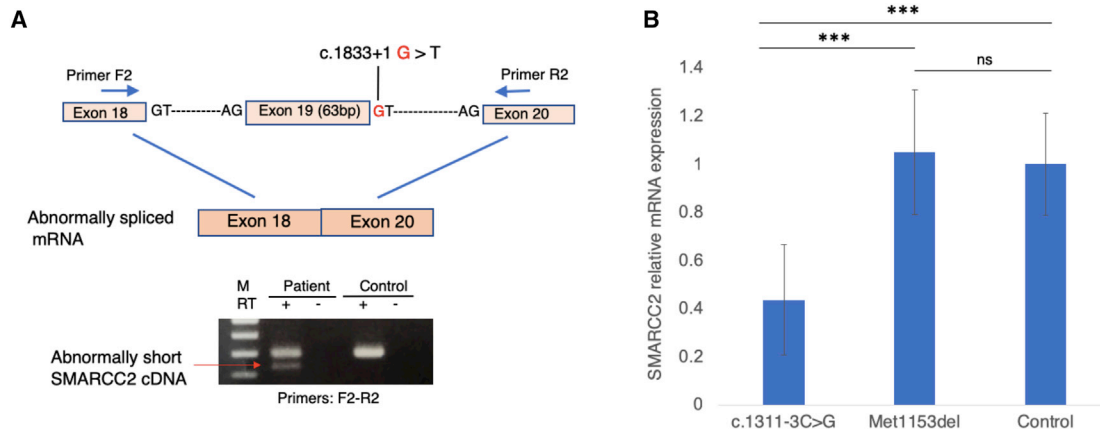 A
c.1833+1 G > T
Primer F2
Primer R2
Exon 18 GT----------AG Exon 19 (63bp) GT-------------AG Exon 20
Abnormally spliced
mRNA
Exon 18 Exon 20
M Patient Control
RT + - + -
Abnormally short
SMARCC2 cDNA
Primers: F2-R2
B
***
***
ns
SMARCC2 relative mRNA expression
1.4
1.2
1
0.8
0.6
0.4
0.2
0
c.1311-3C>G Met1153del Control